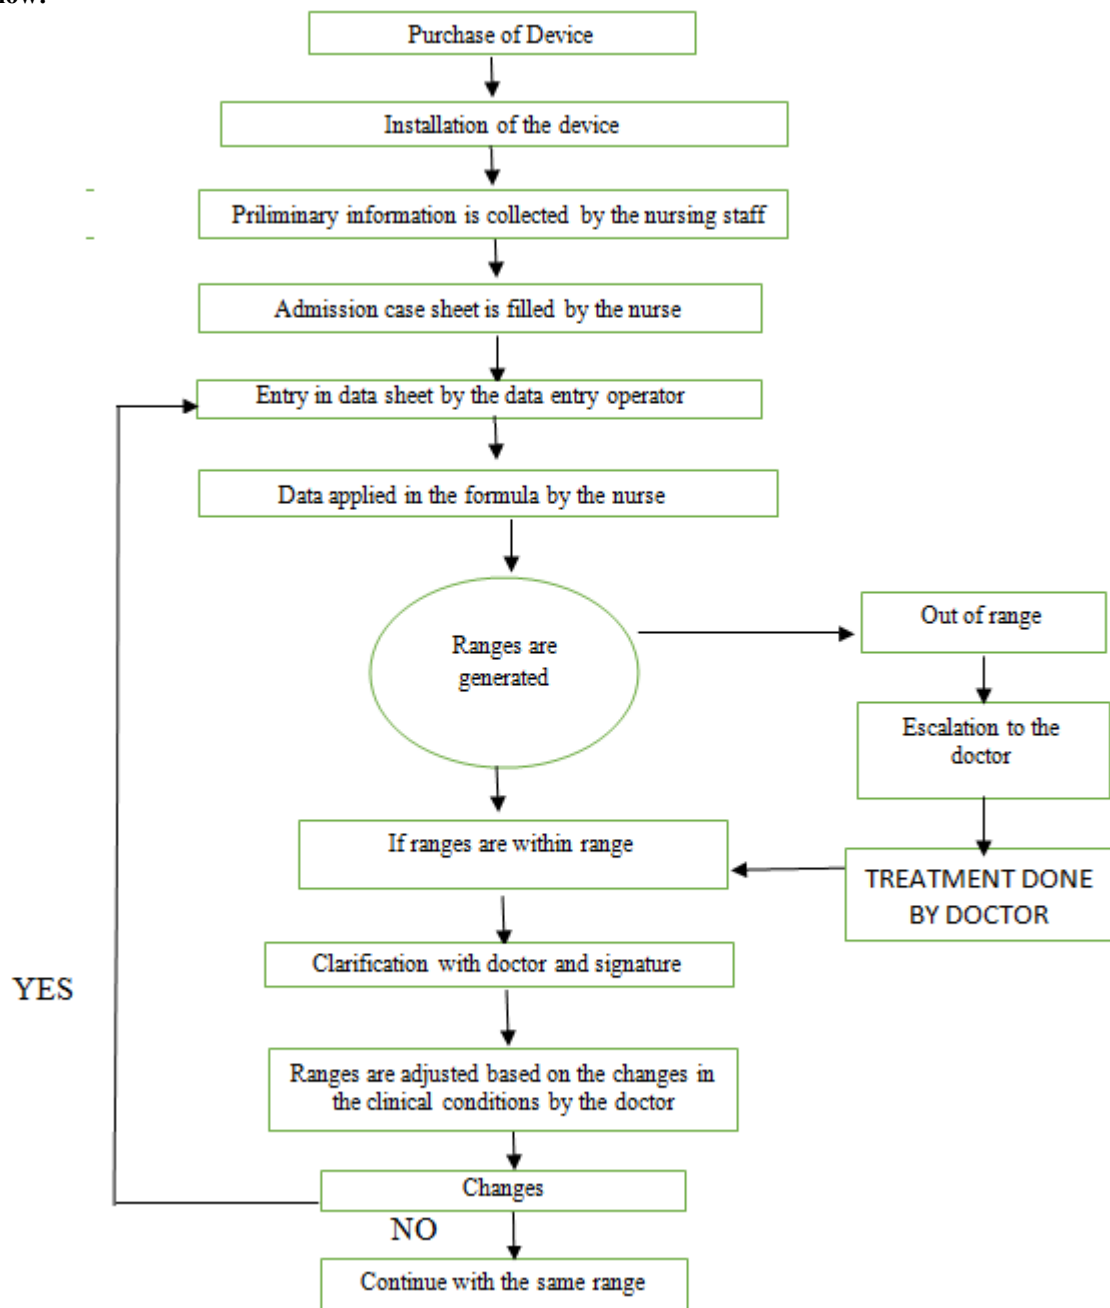 Purchase of Device
Installation of the device
Priliminary information is collected by the nursing staff
Admission case sheet is filled by the nurse
Entry in data sheet by the data entry operator
Data applied in the formula by the nurse
Ranges are
generated
Out of range
Escalation to the
doctor
If ranges are within range
TREATMENT DONE
BY DOCTOR
Clarification with doctor and signature
YES
Ranges are adjusted based on the changes in
the clinical conditions by the doctor
Changes
NO
Continue with the same range